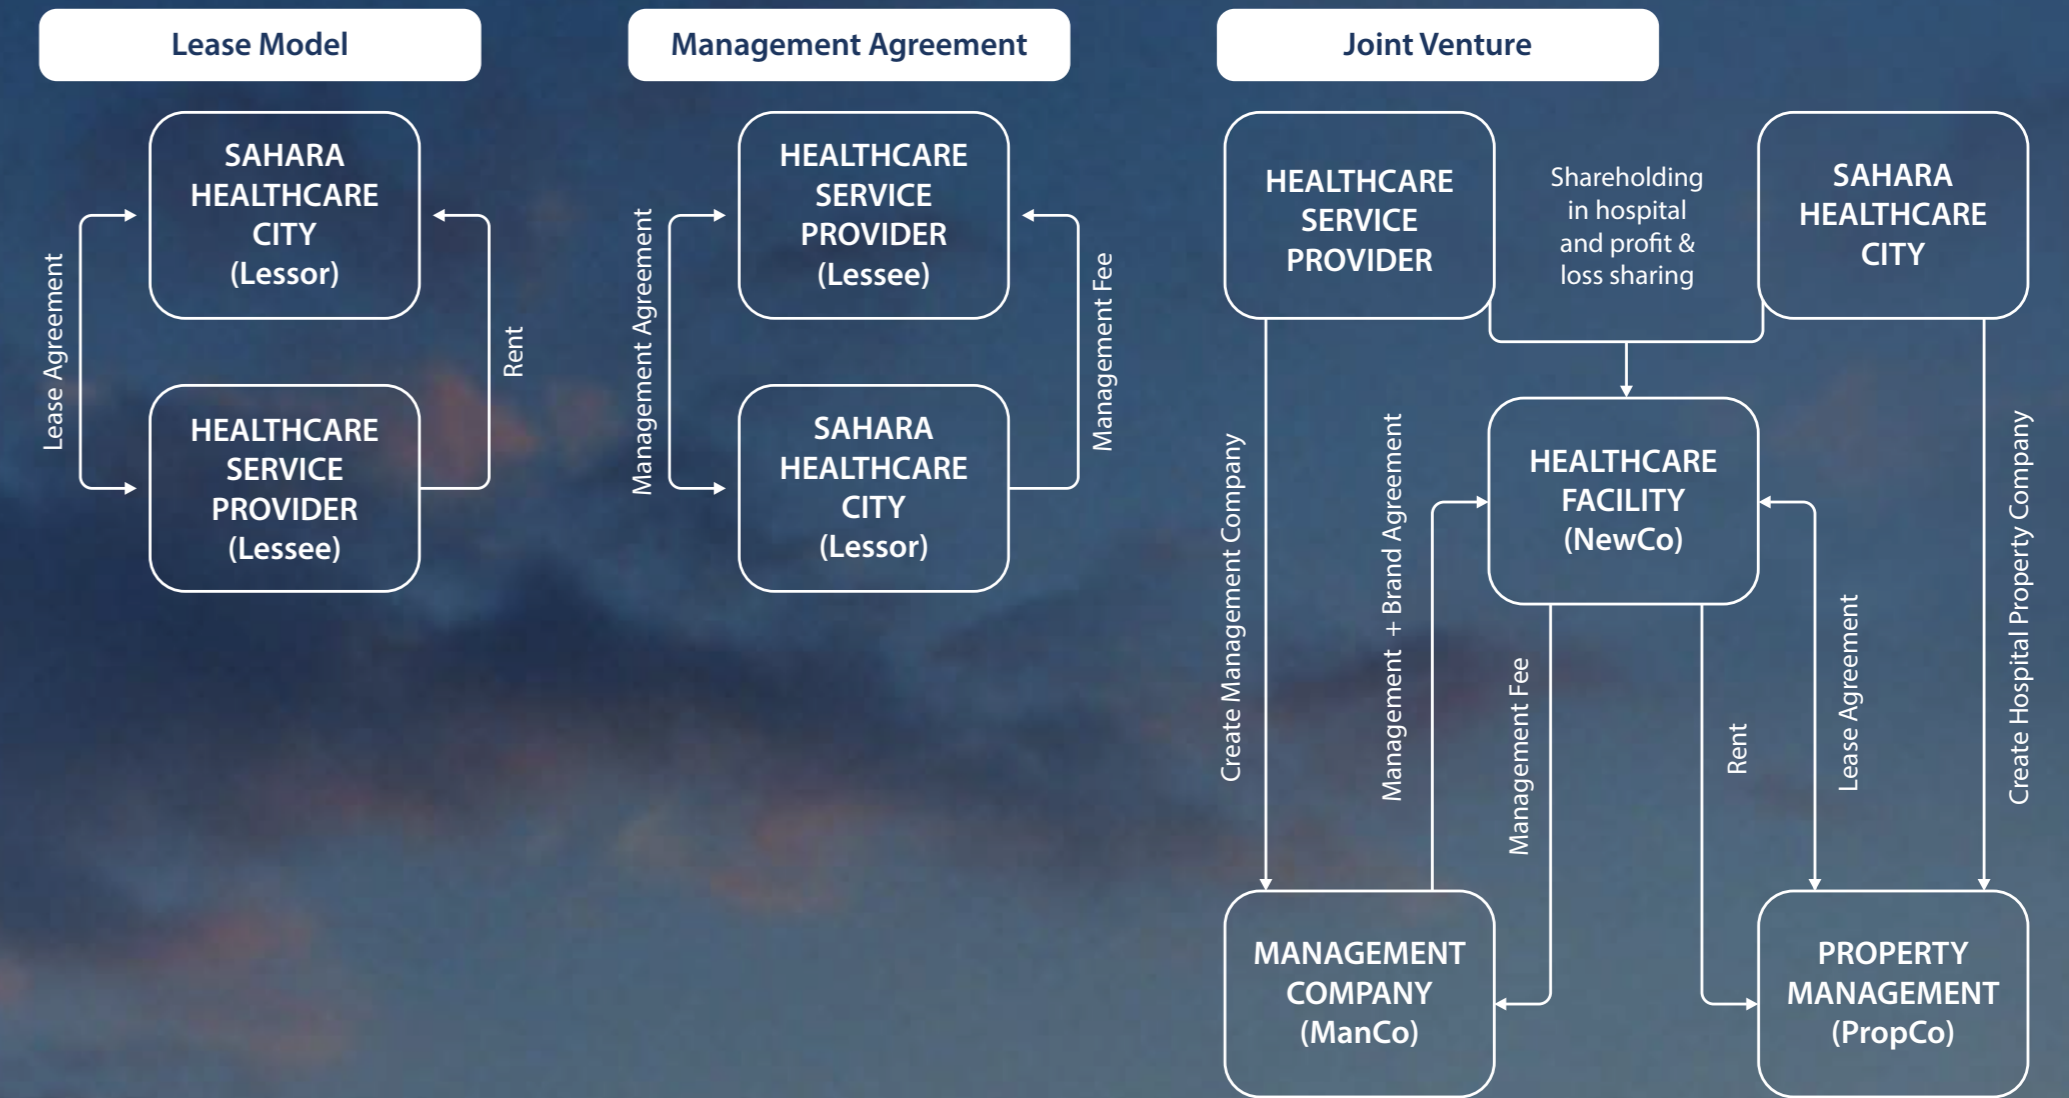 Lease Model
SAHARA
HEALTHCARE
CITY
(Lessor)
Lease Agreement
Rent
HEALTHCARE
SERVICE
PROVIDER
(Lessee)
Management Agreement
HEALTHCARE
SERVICE
PROVIDER
(Lessee)
Management Agreement
Management Fee
SAHARA
HEALTHCARE
CITY
(Lessor)
Joint Venture
HEALTHCARE
SERVICE
PROVIDER
Shareholding
in hospital
and profit &
loss sharing
SAHARA
HEALTHCARE
CITY
HEALTHCARE
FACILITY
(NewCo)
Create Management Company
Management + Brand Agreement
Management Fee
Rent
Lease Agreement
Create Hospital Property Company
MANAGEMENT
COMPANY
(ManCo)
PROPERTY
MANAGEMENT
(PropCo)